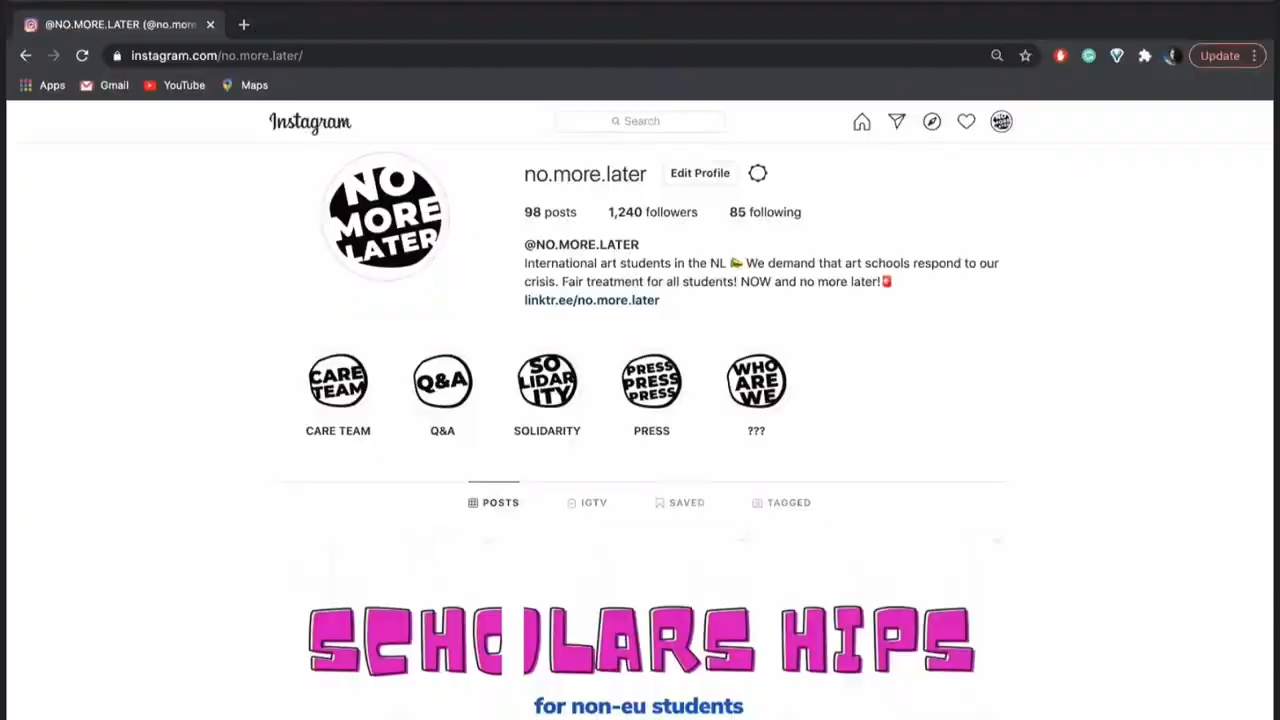 @NO.MORE.LATER (@no.mor
instagram.com/no.more.later/
Update
Apps Gmail YouTube Maps
Instagram
Search
NO
MORE
LATER
no.more.later Edit Profile
98 posts 1,240 followers 85 following
@NO.MORE.LATER
International art students in the NL We demand that art schools respond to our
crisis. Fair treatment for all students! NOW and no more later!
linktr.ee/no.more.later
CARE
TEAM
Q&A
SO
LIDAR
ITY
PRESS
PRESS
PRESS
WHO
ARE
WE
CARE TEAM Q&A SOLIDARITY PRESS ???
POSTS IGTV SAVED TAGGED
SCHOLARS HIPS
for non-eu students